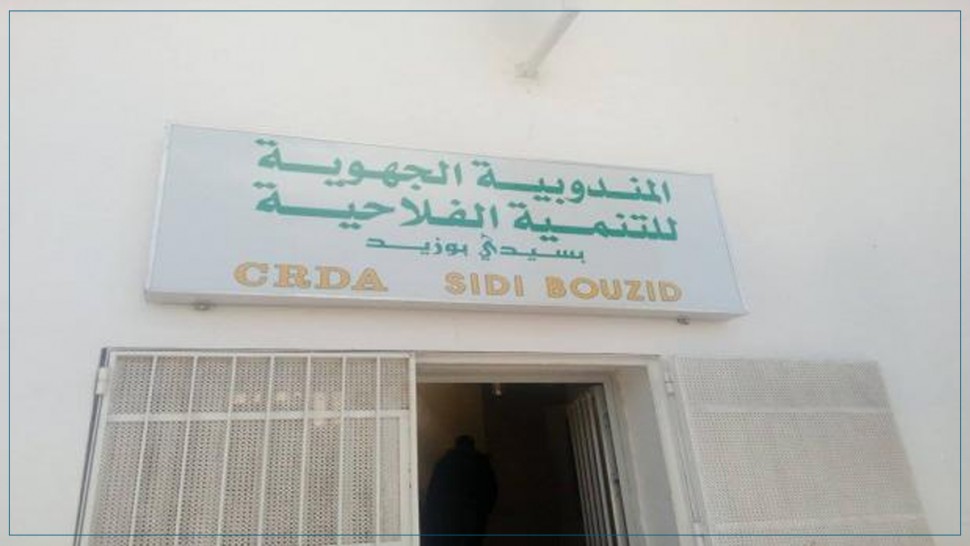 المندوبية الجهوية
للتنمية الفلاحية
بسيدي بوزيد
CRDA SIDI BOUZID